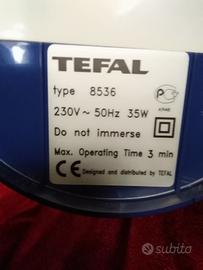 TEFAL
type 8536
230V ~ 50Hz 35W
Do not immerse
Max. Operating Time 3 min
CE Designed and distributed by TEFAL
subito